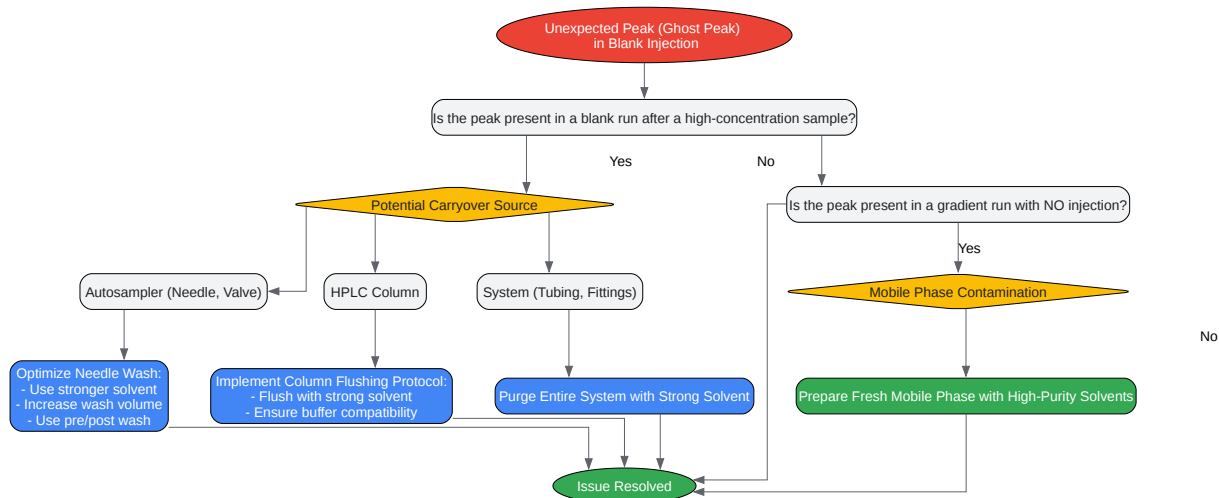 Unexpected Peak (Ghost Peak)
in Blank Injection
Is the peak present in a blank run after a high-concentration sample?
Yes
No
Potential Carryover Source
Is the peak present in a gradient run with NO injection?
Yes
Autosampler (Needle, Valve)
HPLC Column
System (Tubing, Fittings)
Mobile Phase Contamination
No
Optimize Needle Wash:
- Use stronger solvent
- Increase wash volume
- Use pre/post wash
Implement Column Flushing Protocol:
- Flush with strong solvent
- Ensure buffer compatibility
Purge Entire System with Strong Solvent
Prepare Fresh Mobile Phase with High-Purity Solvents
Issue Resolved